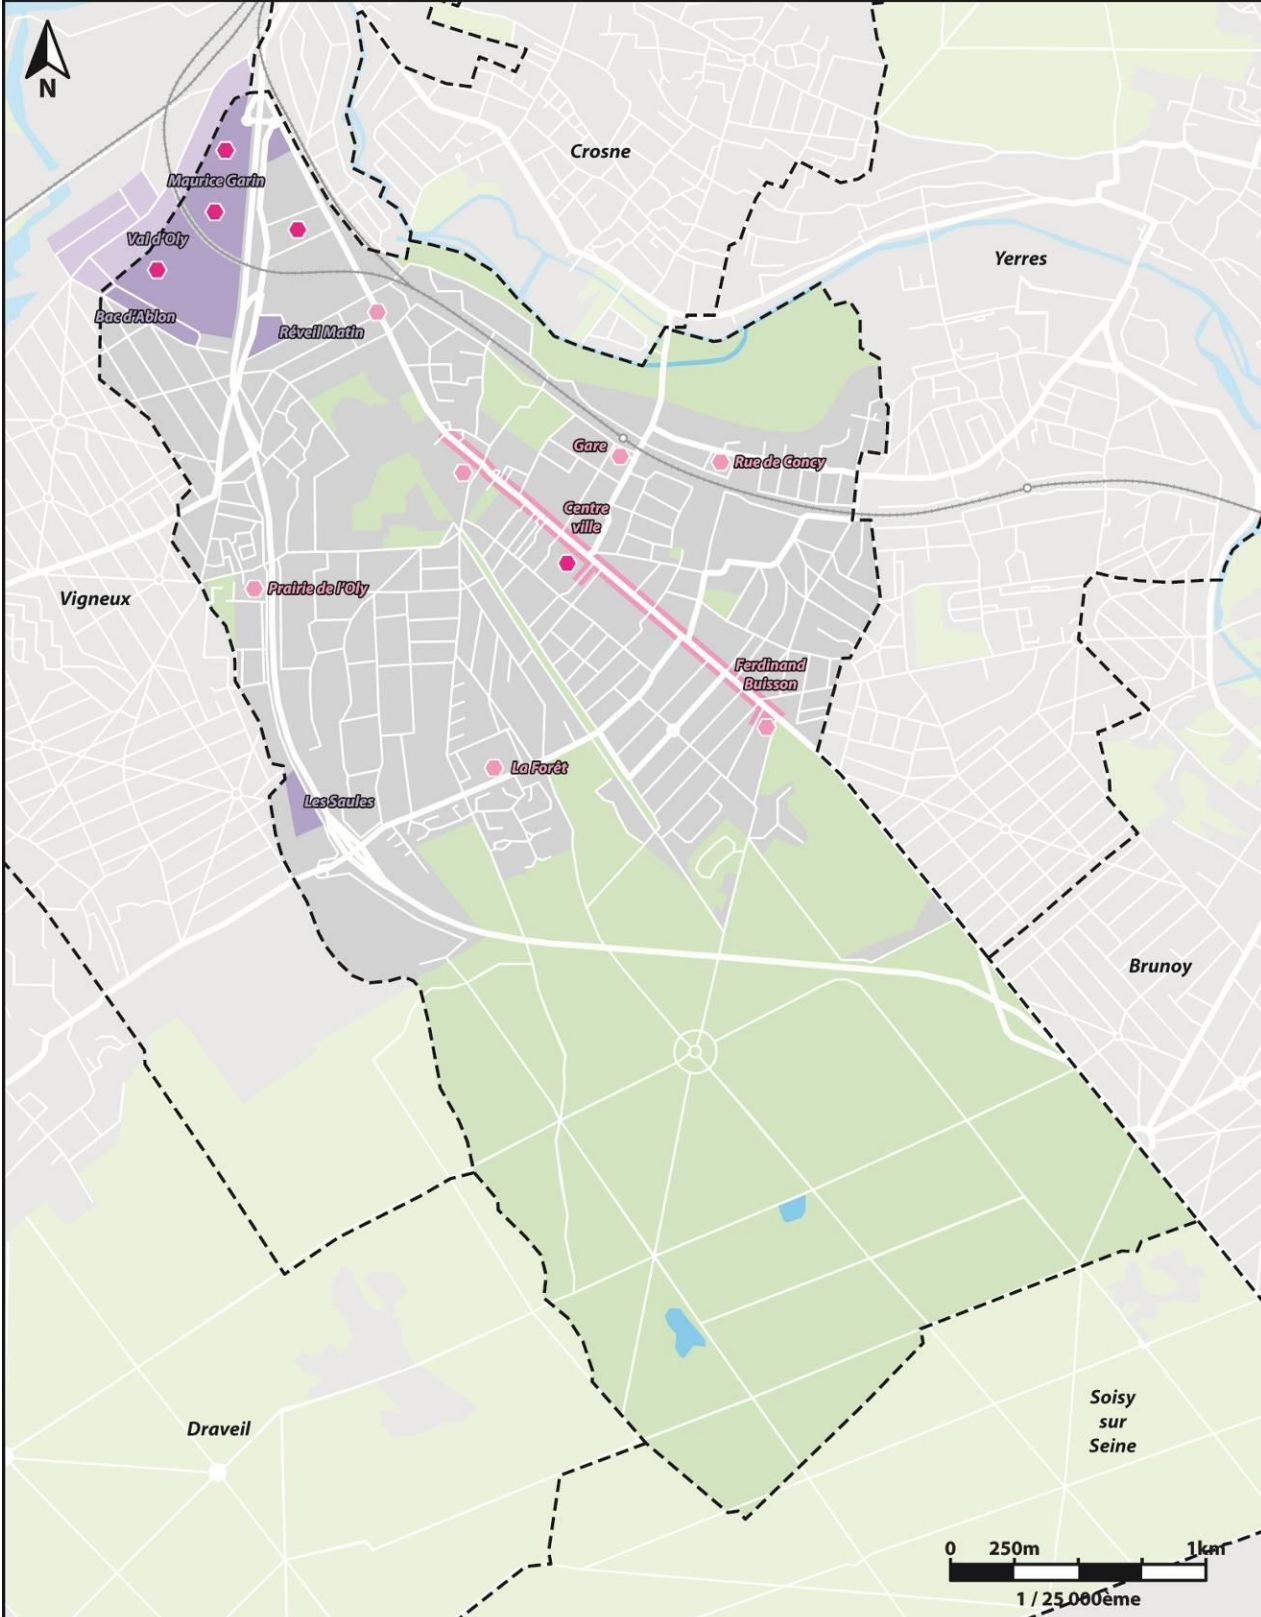 N
Crosne
Maurice Garin
Val d'Oly
Yerres
Bac d'Ablon
Réveil Matin
Gare
Rue de Concy
Centre
ville
Prairie de l'Oly
Vigneux
Ferdinand
Buisson
La Forêt
Les Saules
Brunoy
Soisy
sur
Seine
Draveil
0 250m 1km
1 / 25 000ème